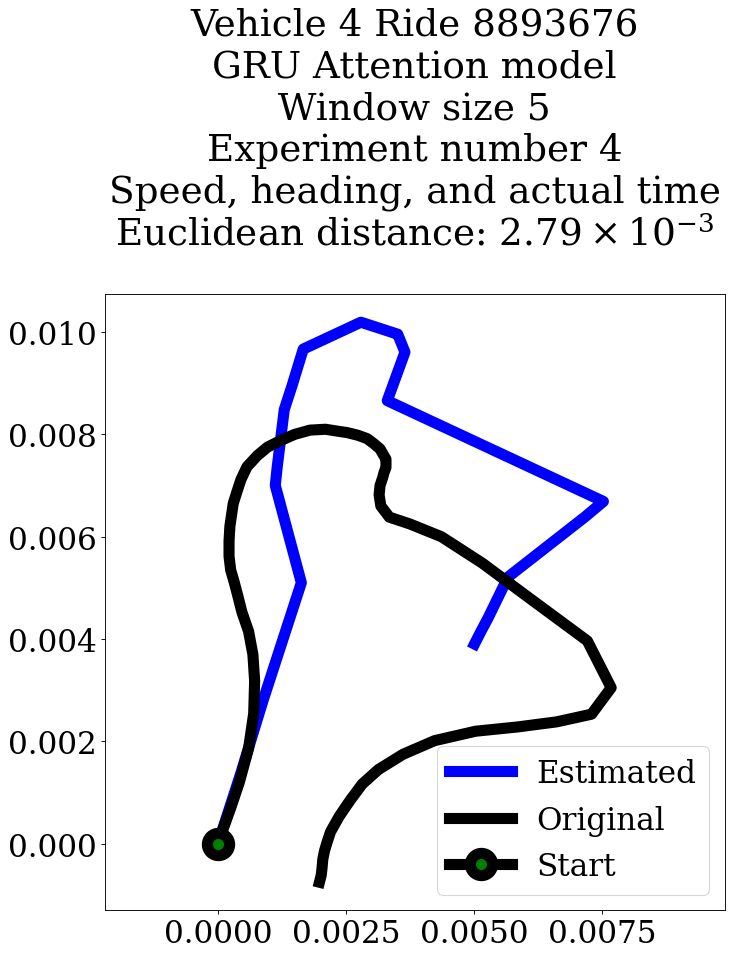 Vehicle 4 Ride 8893676
GRU Attention model
Window size 5
Experiment number 4
Speed, heading, and actual time
Euclidean distance: 2.79 × 10⁻³
0.010
0.008
0.006
0.004
0.002
0.000
Estimated
Original
Start
0.0000 0.0025 0.0050 0.0075